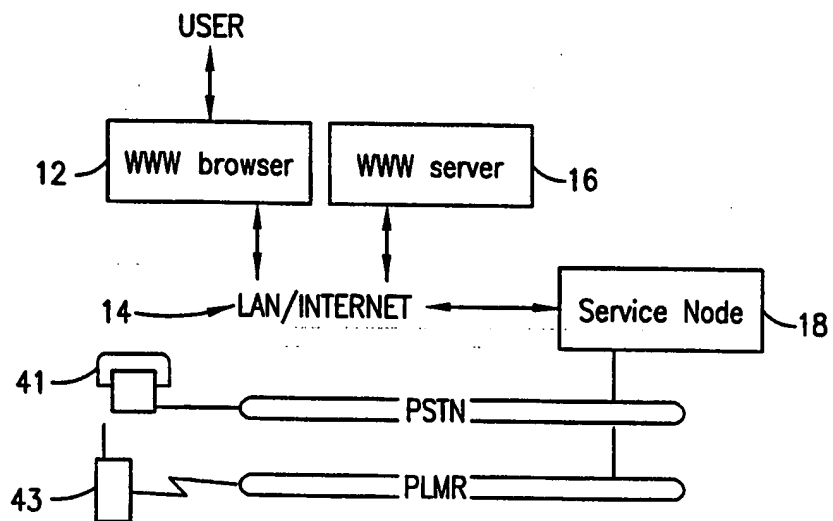 USER
12 WWW browser WWW server 16
14 LAN/INTERNET Service Node 18
41 PSTN
43 PLMR